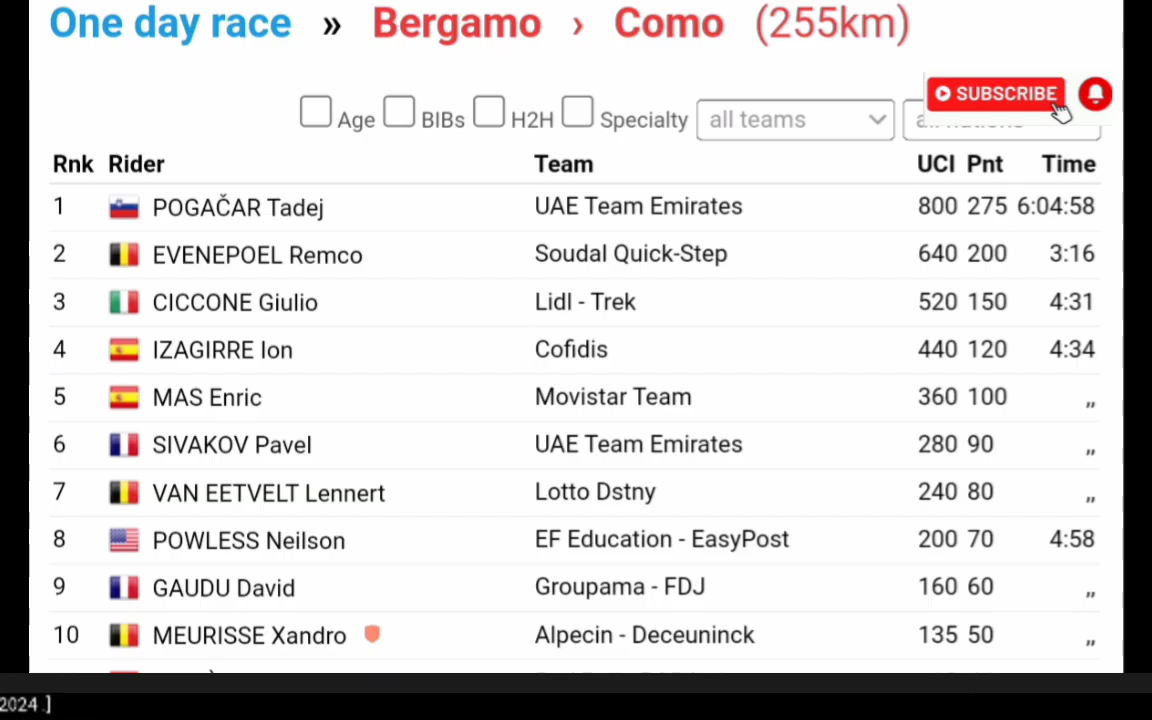 One day race » Bergamo › Como (255km)
SUBSCRIBE
Age BIBs H2H Specialty all teams
Rnk Rider Team UCI Pnt Time
1 POGAČAR Tadej UAE Team Emirates 800 275 6:04:58
2 EVENEPOEL Remco Soudal Quick-Step 640 200 3:16
3 CICCONE Giulio Lidl - Trek 520 150 4:31
4 IZAGIRRE Ion Cofidis 440 120 4:34
5 MAS Enric Movistar Team 360 100 ,,
6 SIVAKOV Pavel UAE Team Emirates 280 90 ,,
7 VAN EETVELT Lennert Lotto Dstny 240 80 ,,
8 POWLESS Neilson EF Education - EasyPost 200 70 4:58
9 GAUDU David Groupama - FDJ 160 60 ,,
10 MEURISSE Xandro Alpecin - Deceuninck 135 50 ,,
2024 .]